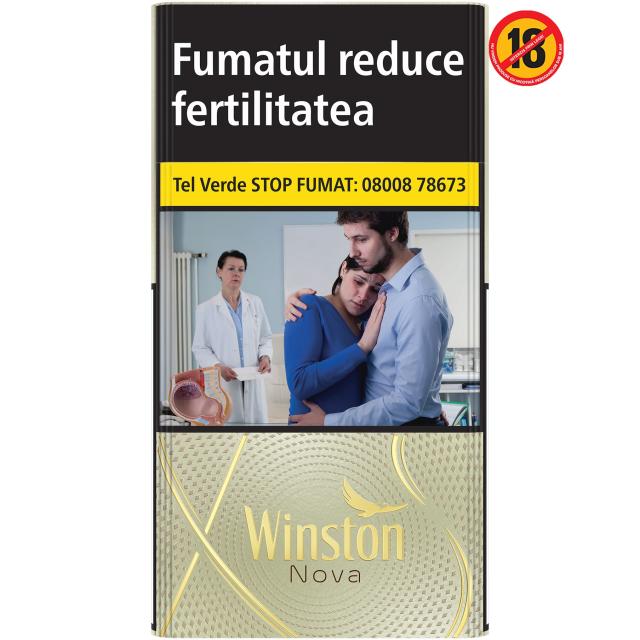 Fumatul reduce
fertilitatea
18
Tel Verde STOP FUMAT: 08008 78673
Winston
Nova